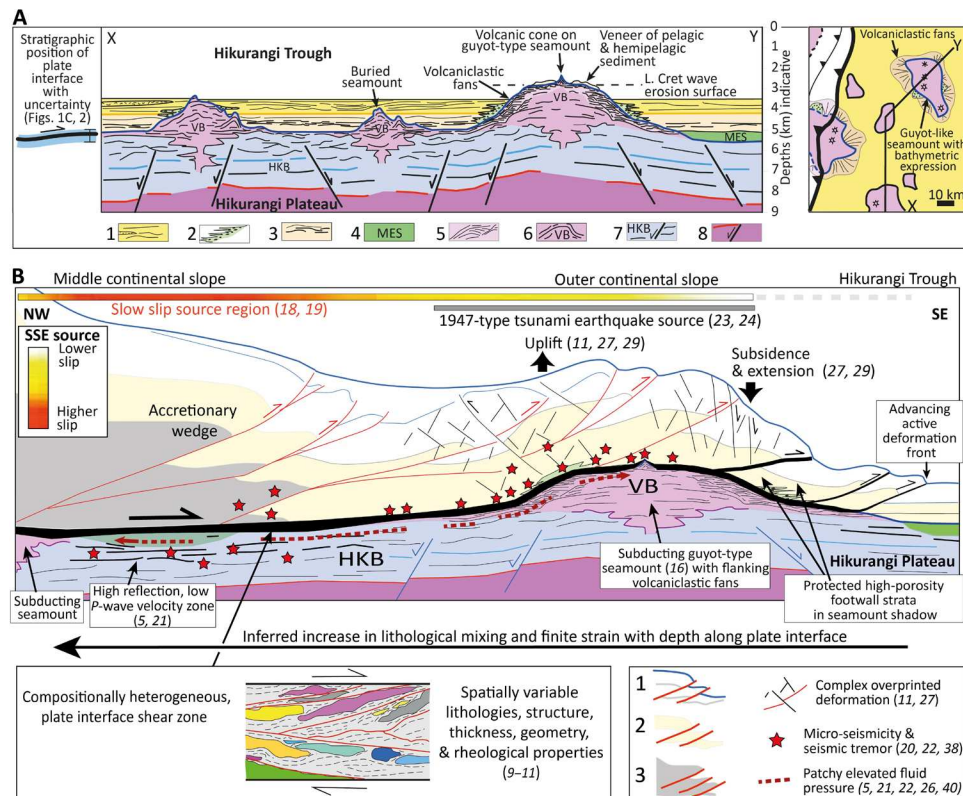 A
Stratigraphic
position of
plate
interface
with
uncertainty
(Figs. 1C, 2)
X
Y
Hikurangi Trough
Volcanic cone on
guyot-type seamount
Veneer of pelagic
& hemipelagic
sediment
Buried
seamount
Volcaniclastic
fans
L. Cret wave
erosion surface
VB
VB
VB
MES
HKB
Hikurangi Plateau
0
1
2
3
4
5
6
7
8
9
Depths (km) indicative
Volcaniclastic fans
Y
Guyot-like
seamount with
bathymetric
expression
X
10 km
1
2
3
4 MES
5
6 VB
7 HKB
8
B
Middle continental slope
Outer continental slope
Hikurangi Trough
NW
Slow slip source region (18, 19)
1947-type tsunami earthquake source (23, 24)
SE
SSE
source
Lower
slip
Higher
slip
Uplift (11, 27, 29)
Subsidence
& extension (27, 29)
Accretionary
wedge
Advancing
active
deformation
front
VB
HKB
Hikurangi Plateau
Subducting
seamount
High reflection, low
P-wave velocity zone
(5, 21)
Subducting guyot-type
seamount (16) with flanking
volcaniclastic fans
Protected high-porosity
footwall strata
in seamount shadow
Inferred increase in lithological mixing and finite strain with depth along plate interface
Compositionally heterogeneous,
plate interface shear zone
Spatially variable
lithologies, structure,
thickness, geometry,
& rheological properties
(9–11)
1
2
3
Complex overprinted
deformation (11, 27)
Micro-seismicity &
seismic tremor (20, 22, 38)
Patchy elevated fluid
pressure (5, 21, 22, 26, 40)